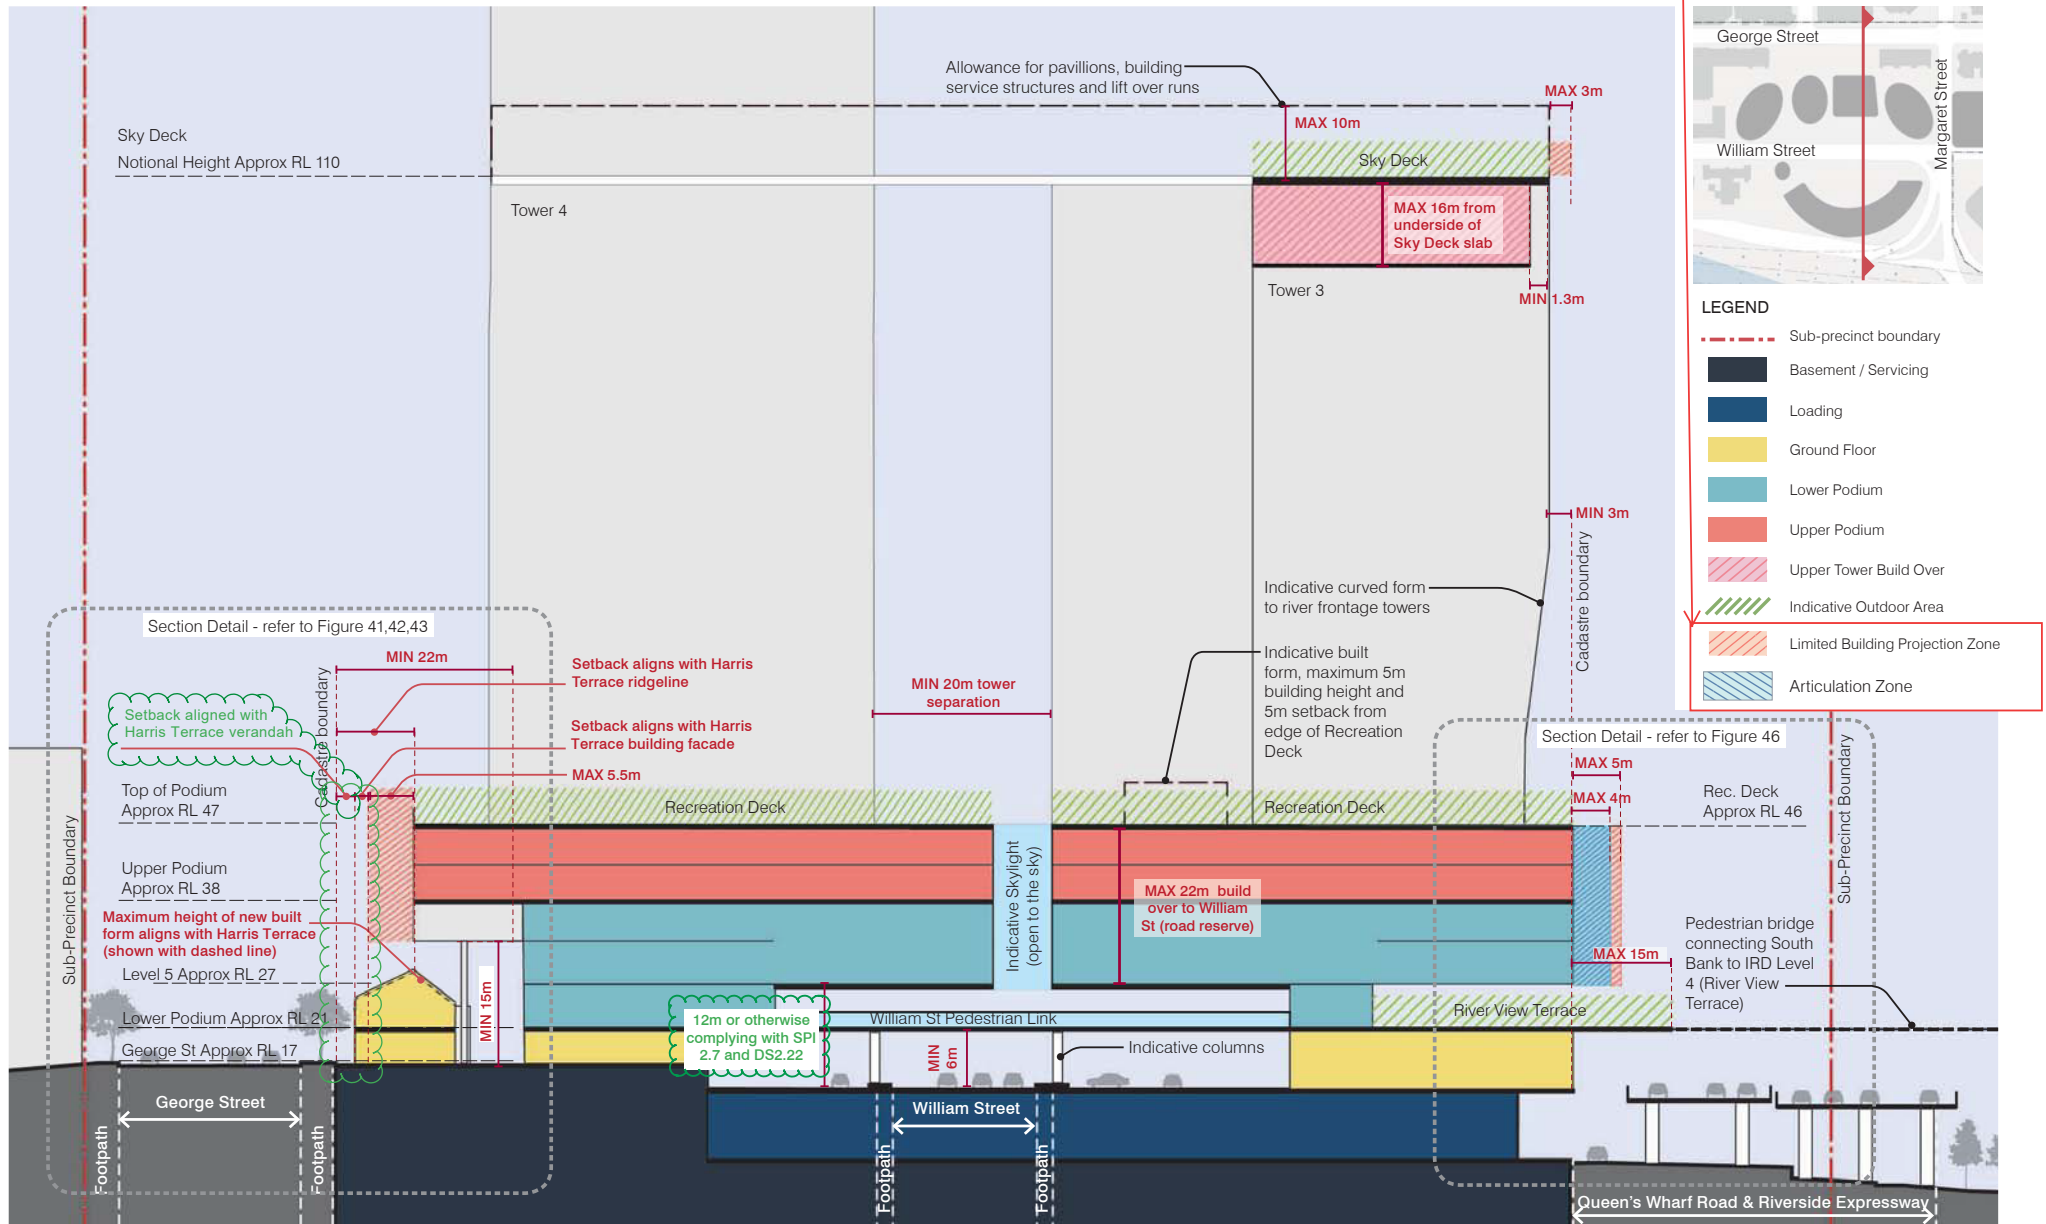 Allowance for pavillions, building
service structures and lift over runs
MAX 3m
MAX 10m
Sky Deck
Notional Height Approx RL 110
Sky Deck
Tower 4
MAX 16m from
underside of
Sky Deck slab
Tower 3
MIN 1.3m
MIN 3m
Cadastre boundary
Indicative curved form
to river frontage towers
Indicative built
form, maximum 5m
building height and
5m setback from
edge of Recreation
Deck
Section Detail - refer to Figure 41,42,43
MIN 22m
Cadastre boundary
Setback aligns with Harris
Terrace ridgeline
Setback aligned with
Harris Terrace verandah
Setback aligns with Harris
Terrace building facade
MAX 5.5m
MIN 20m tower
separation
Section Detail - refer to Figure 46
MAX 5m
MAX 4m
Rec. Deck
Approx RL 46
Sub-Precinct Boundary
Top of Podium
Approx RL 47
Recreation Deck
Recreation Deck
Upper Podium
Approx RL 38
Indicative Skylight
(open to the sky)
MAX 22m build
over to William
St (road reserve)
Sub-Precinct Boundary
Maximum height of new built
form aligns with Harris Terrace
(shown with dashed line)
Level 5 Approx RL 27
MIN 15m
Lower Podium Approx RL 21
George St Approx RL 17
12m or otherwise
complying with SPI
2.7 and DS2.22
William St Pedestrian Link
MIN
6m
Indicative columns
River View Terrace
MAX 15m
Pedestrian bridge
connecting South
Bank to IRD Level
4 (River View
Terrace)
George Street
Footpath
Footpath
William Street
Footpath
Footpath
Queen's Wharf Road & Riverside Expressway
George Street
William Street
Margaret Street
LEGEND
Sub-precinct boundary
Basement / Servicing
Loading
Ground Floor
Lower Podium
Upper Podium
Upper Tower Build Over
Indicative Outdoor Area
Limited Building Projection Zone
Articulation Zone